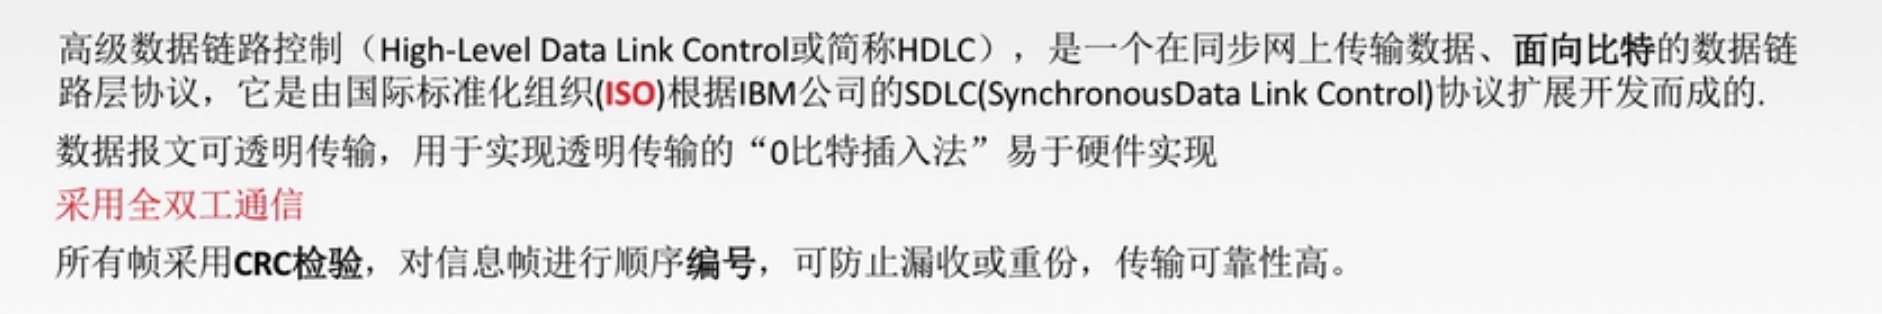 高级数据链路控制（High-Level Data Link Control或简称HDLC），是一个在同步网上传输数据、面向比特的数据链
路层协议，它是由国际标准化组织(ISO)根据IBM公司的SDLC(SynchronousData Link Control)协议扩展开发而成的.
数据报文可透明传输，用于实现透明传输的“0比特插入法”易于硬件实现
采用全双工通信
所有帧采用CRC检验，对信息帧进行顺序编号，可防止漏收或重份，传输可靠性高。